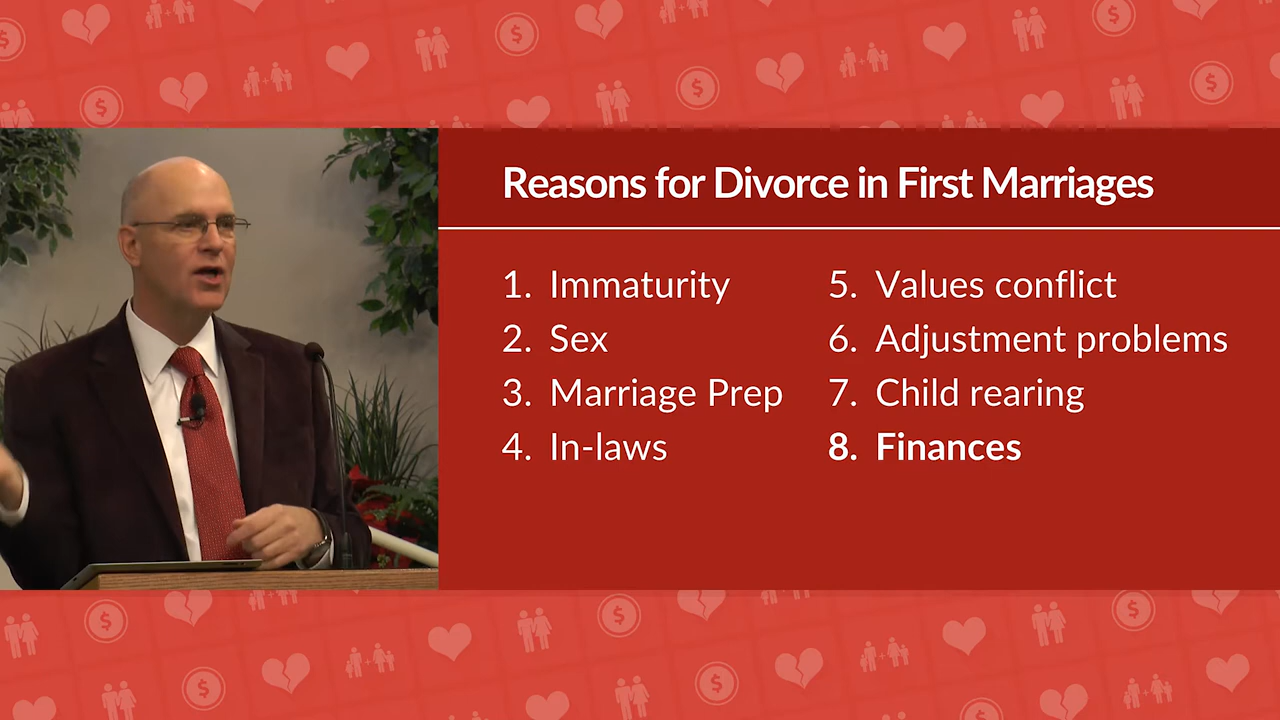 Reasons for Divorce in First Marriages
1. Immaturity
2. Sex
3. Marriage Prep
4. In-laws
5. Values conflict
6. Adjustment problems
7. Child rearing
8. Finances